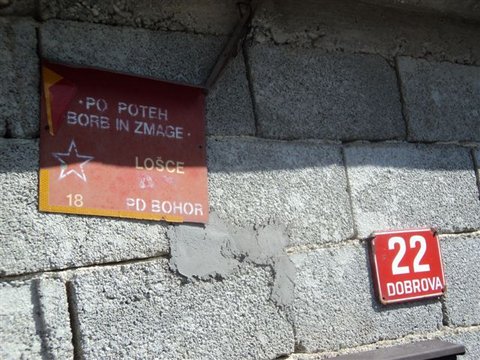 ·PO POTEH
BORB IN ZMAGE·
LOŠCE
18 PD BOHOR
22
DOBROVA